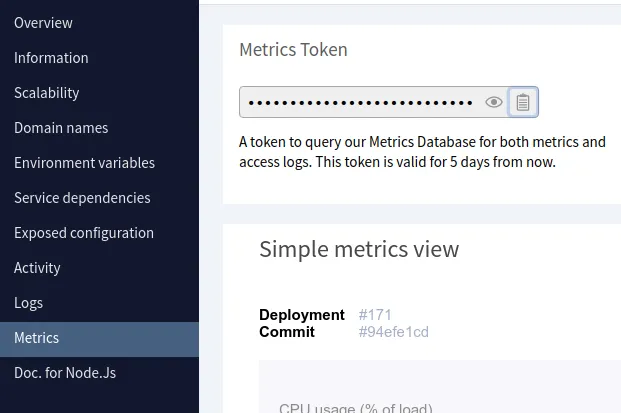 Overview
Information
Scalability
Domain names
Environment variables
Service dependencies
Exposed configuration
Activity
Logs
Metrics
Doc. for Node.Js
Metrics Token
A token to query our Metrics Database for both metrics and
access logs. This token is valid for 5 days from now.
Simple metrics view
Deployment #171
Commit #94efe1cd
CPU usage (% of load)